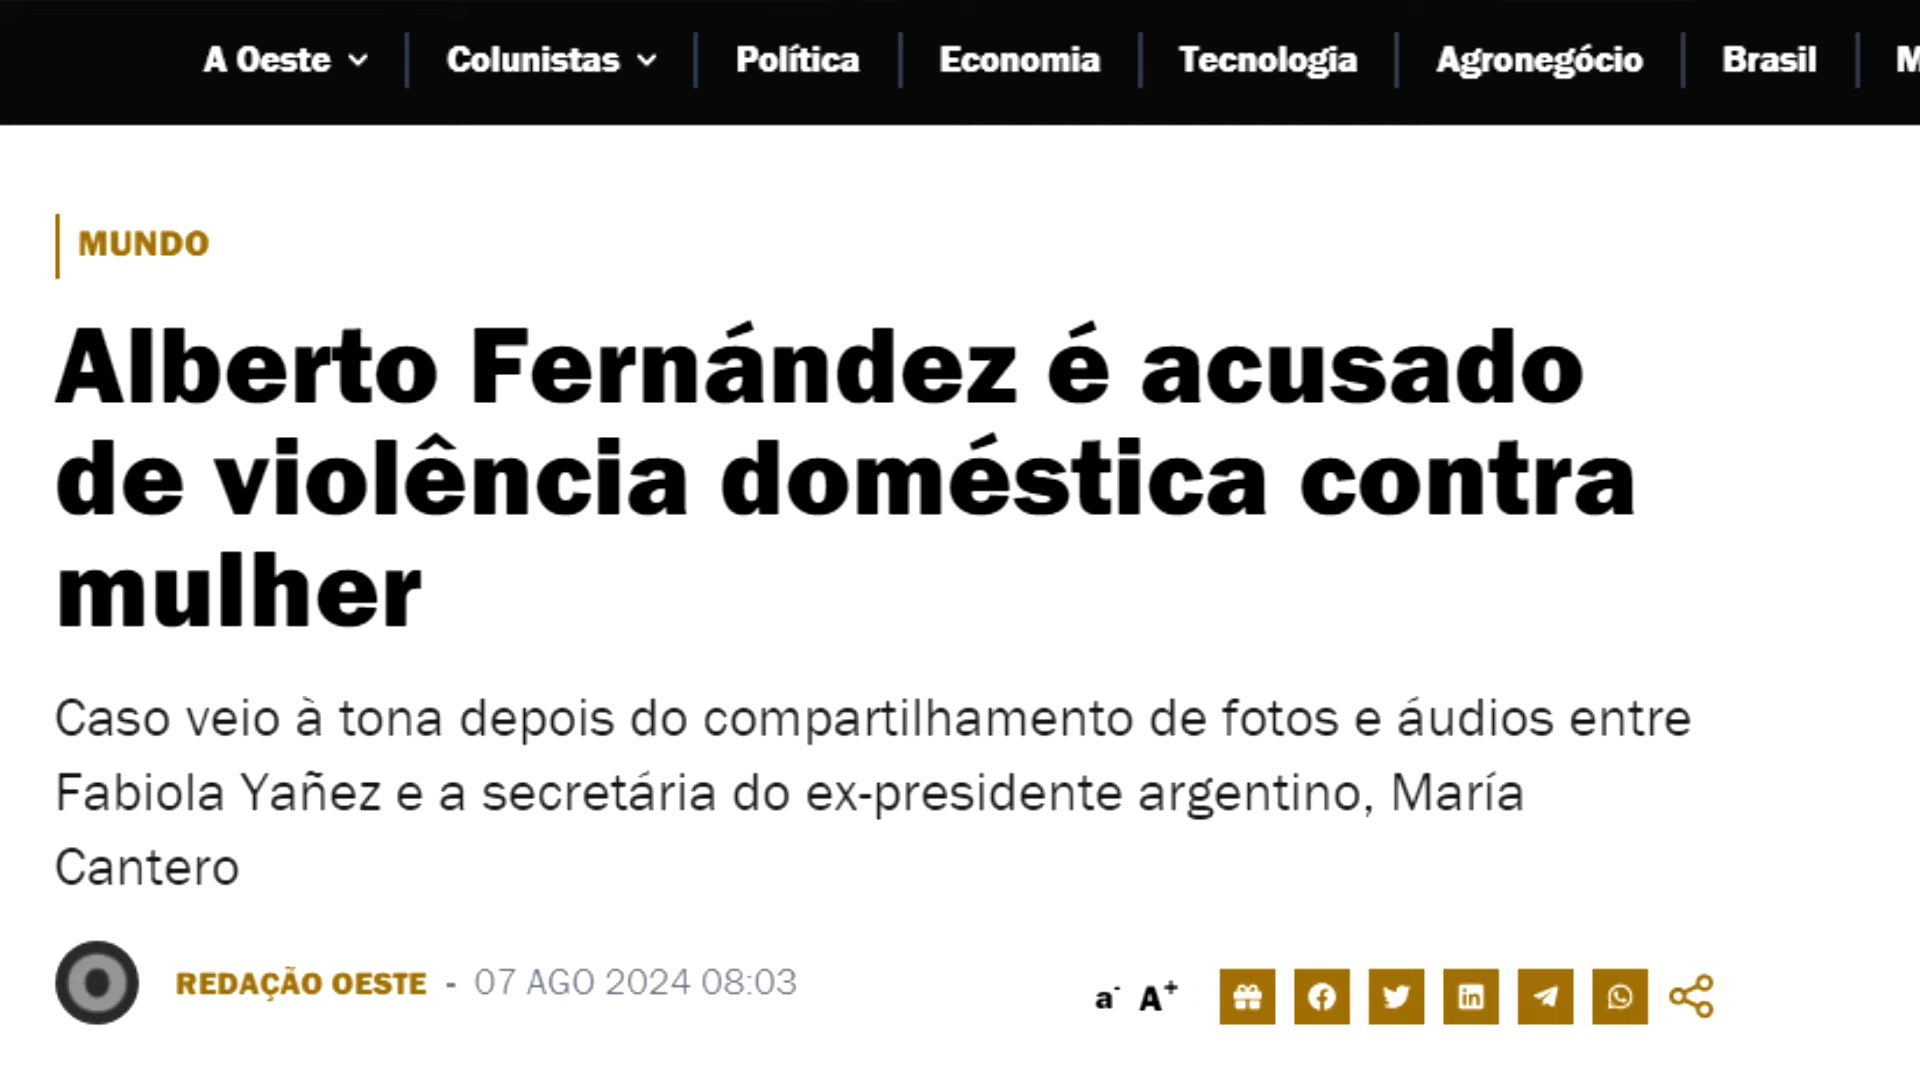 A Oeste
Colunistas
Política
Economia
Tecnologia
Agronegócio
Brasil
M
MUNDO
Alberto Fernández é acusado
de violência doméstica contra
mulher
Caso veio à tona depois do compartilhamento de fotos e áudios entre
Fabiola Yañez e a secretária do ex-presidente argentino, María
Cantero
REDAÇÃO OESTE - 07 AGO 2024 08:03
a- A+